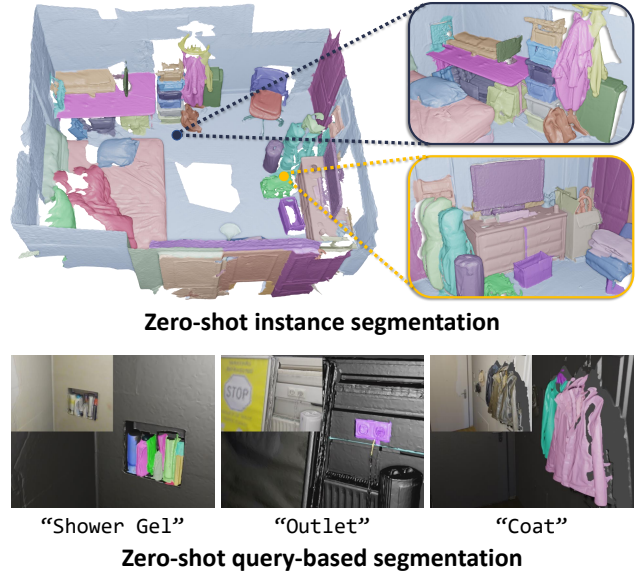 Zero-shot instance segmentation
STOP
“Shower Gel”
“Outlet”
“Coat”
Zero-shot query-based segmentation